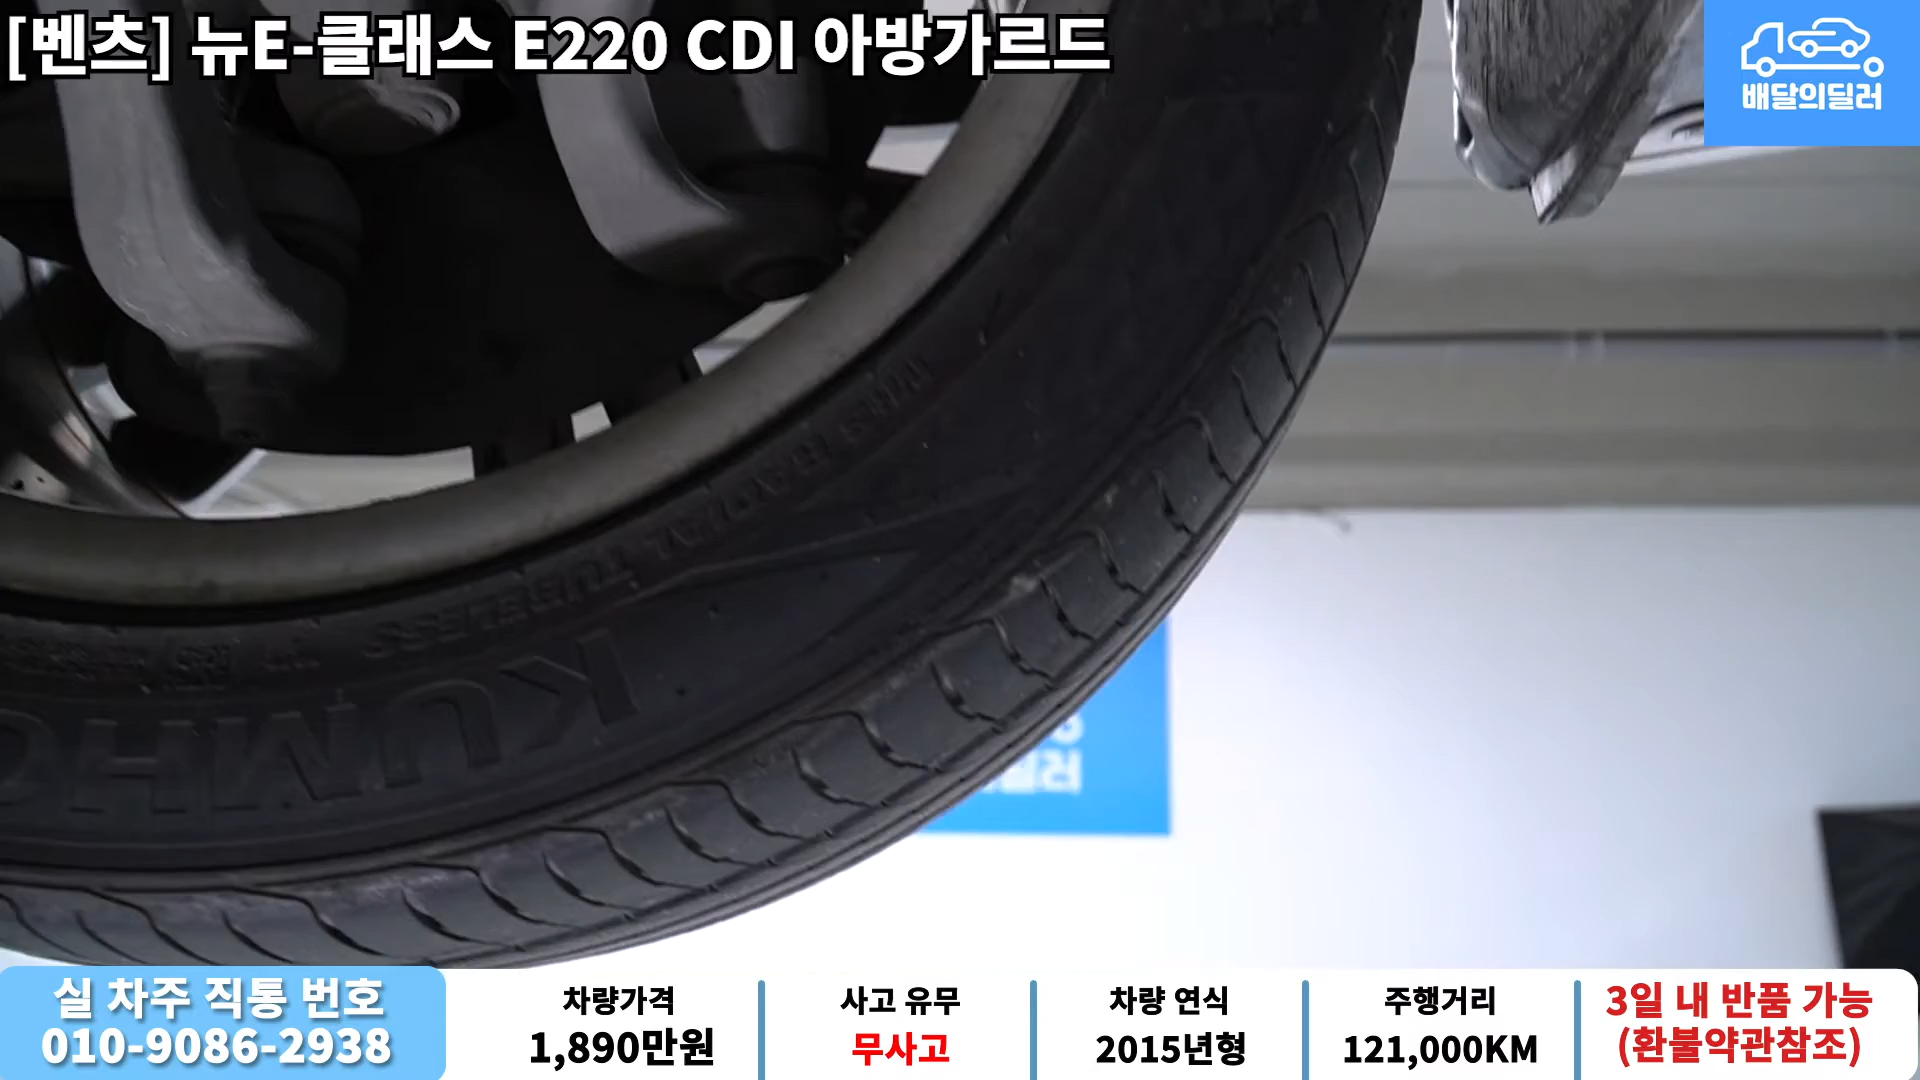 [벤츠] 뉴E-클래스 E220 CDI 아방가르드
배달의딜러
TUBELESS
KUMHO
딜러
실 차주 직통 번호
010-9086-2938
차량가격
1,890만원
사고 유무
무사고
차량 연식
2015년형
주행거리
121,000KM
3일 내 반품 가능
(환불약관참조)